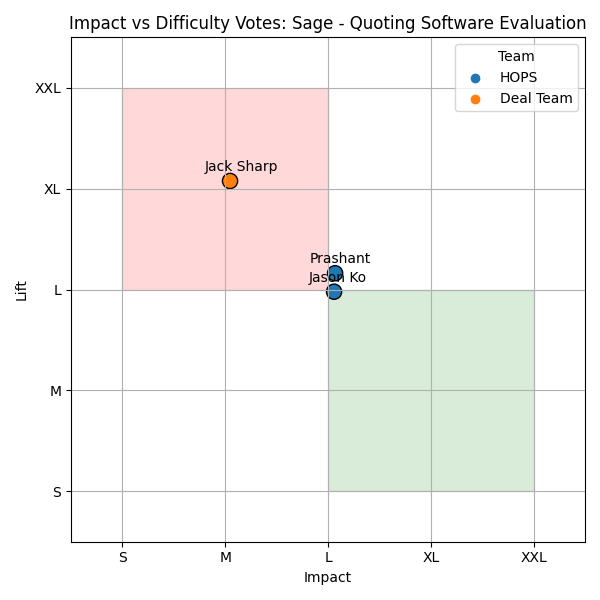 Impact vs Difficulty Votes: Sage - Quoting Software Evaluation
Team
HOPS
Deal Team
XXL
XL
L
M
S
Lift
Jack Sharp
Prashant
Jason Ko
S
M
L
XL
XXL
Impact